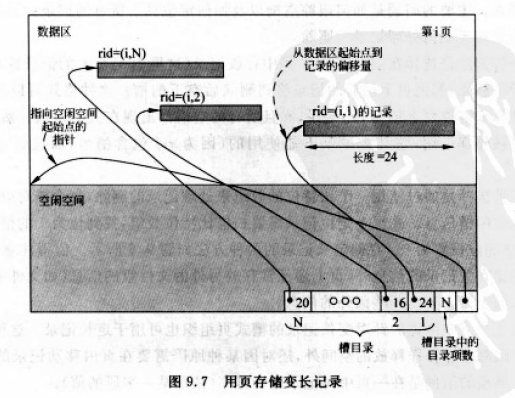 数据区
第i页
rid=(i,N)
从数据区起始点到
记录的偏移量
rid=(i,2)
rid=(i,1)的记录
指向空闲空间
起始点的
指针
长度 =24
空闲空间
20
16
24
N
N
2
1
槽目录中的
目录项数
槽目录
图 9.7 用页存储变长记录